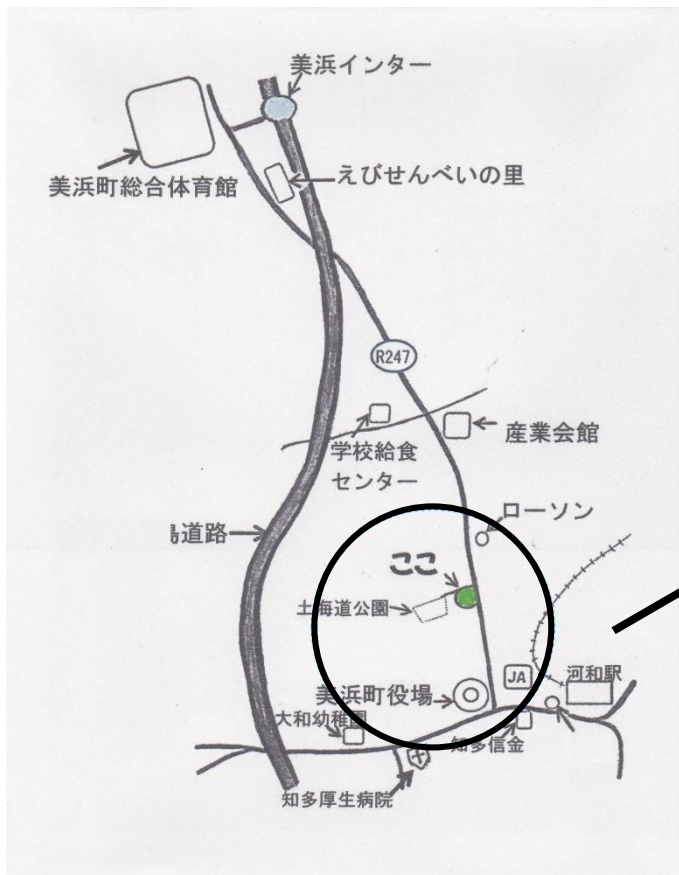 美浜インター
美浜町総合体育館
えびせんべいの里
R247
産業会館
学校給食
センター
ローソン
島道路
ここ
土海道公園
JA
河和駅
美浜町役場
大和幼稚園
知多信金
知多厚生病院